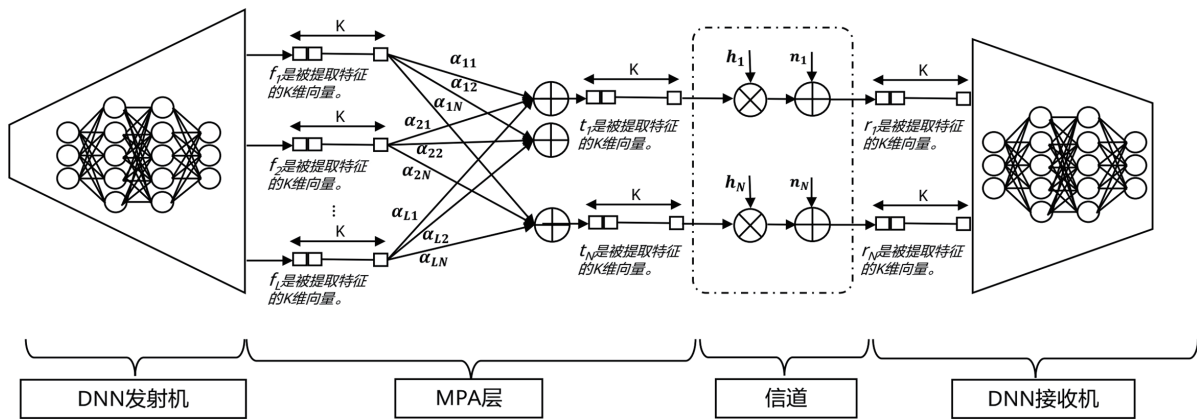 K
f₁是被提取特征
的K维向量。
K
f₂是被提取特征
的K维向量。
⋮
K
f_L是被提取特征
的K维向量。
α₁₁
α₁₂
α₁N
α₂₁
α₂₂
α₂N
α_L1
α_L2
α_LN
K
t₁是被提取特征
的K维向量。
K
t_N是被提取特征
的K维向量。
h₁
n₁
h_N
n_N
K
r₁是被提取特征
的K维向量。
K
r_N是被提取特征
的K维向量。
DNN发射机
MPA层
信道
DNN接收机